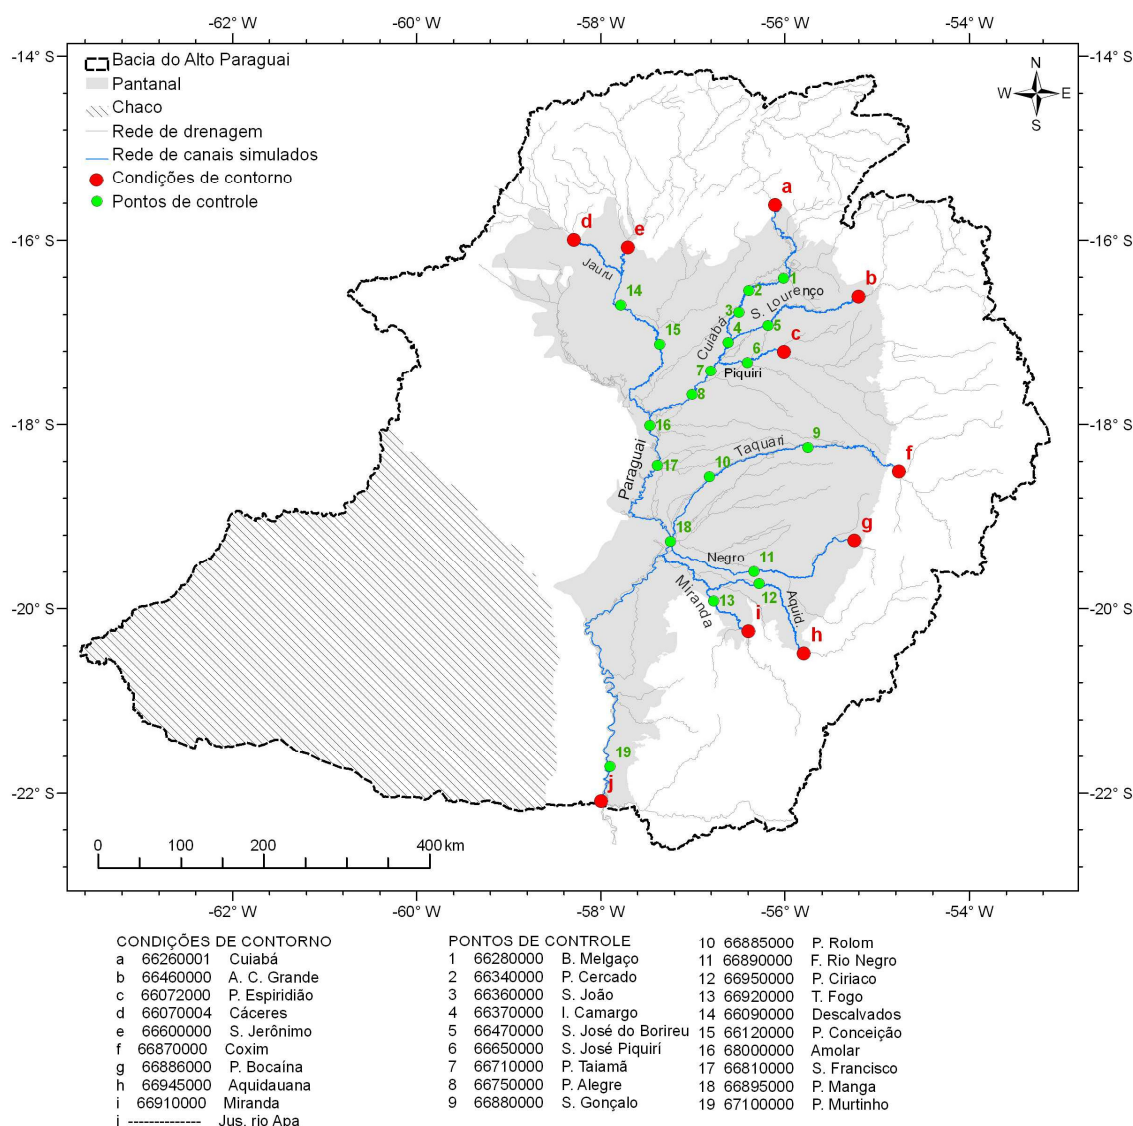 -62° W -60° W -58° W -56° W -54° W
-14° S -14° S
Bacia do Alto Paraguai
Pantanal
Chaco
Rede de drenagem
Rede de canais simulados
Condições de contorno
Pontos de controle
N
W E
S
a
d
e
-16° S -16° S
Jauru
b
1
2
14
S. Lourenço
3
15
4
5
Cuiabá
c
6
7
Piquiri
8
-18° S -18° S
16
9
Taquari
f
10
17
Paraguai
18
g
Negro
11
Miranda
12
Aquid.
13
-20° S -20° S
i
h
19
j
-22° S -22° S
0 100 200 400 km
-62° W -60° W -58° W -56° W -54° W
CONDIÇÕES DE CONTORNO
a 66260001 Cuiabá
b 66460000 A. C. Grande
c 66072000 P. Espiridião
d 66070004 Cáceres
e 66600000 S. Jerônimo
f 66870000 Coxim
g 66886000 P. Bocaína
h 66945000 Aquidauana
i 66910000 Miranda
j -------------- Jus. rio Apa
PONTOS DE CONTROLE
1 66280000 B. Melgaço
2 66340000 P. Cercado
3 66360000 S. João
4 66370000 I. Camargo
5 66470000 S. José do Borireu
6 66650000 S. José Piquirí
7 66710000 P. Taiamã
8 66750000 P. Alegre
9 66880000 S. Gonçalo
10 66885000 P. Rolom
11 66890000 F. Rio Negro
12 66950000 P. Ciriaco
13 66920000 T. Fogo
14 66090000 Descalvados
15 66120000 P. Conceição
16 68000000 Amolar
17 66810000 S. Francisco
18 66895000 P. Manga
19 67100000 P. Murtinho